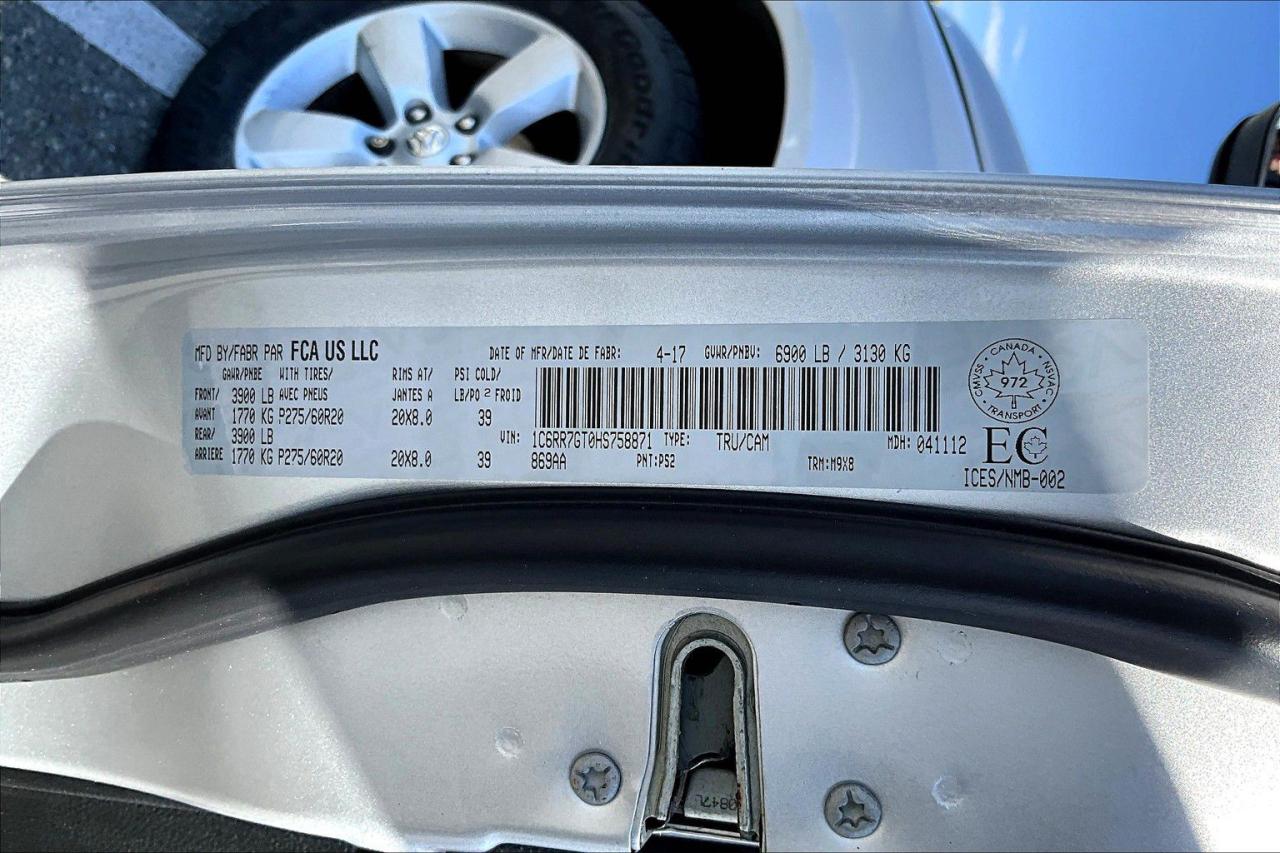 GOODYE
MFD BY/FABR PAR FCA US LLC DATE OF MFR/DATE DE FABR: 4-17 GVWR/PNBV: 6900 LB / 3130 KG
GAWR/PNBE WITH TIRES/ RIMS AT/ PSI COLD/
FRONT/ 3900 LB AVEC PNEUS JANTES A LB/PO 2 FROID
AVANT 1770 KG P275/60R20 20X8.0 39
REAR/ 3900 LB
ARRIERE 1770 KG P275/60R20 20X8.0 39
VIN: 1C6RR7GT0HS758871 TYPE: TRU/CAM MDH: 041112
869AA PNT:PS2 TRM:M9X8
CANADA
CMVSS NSVAC
972
TRANSPORT
EC
ICES/NMB-002
0847L